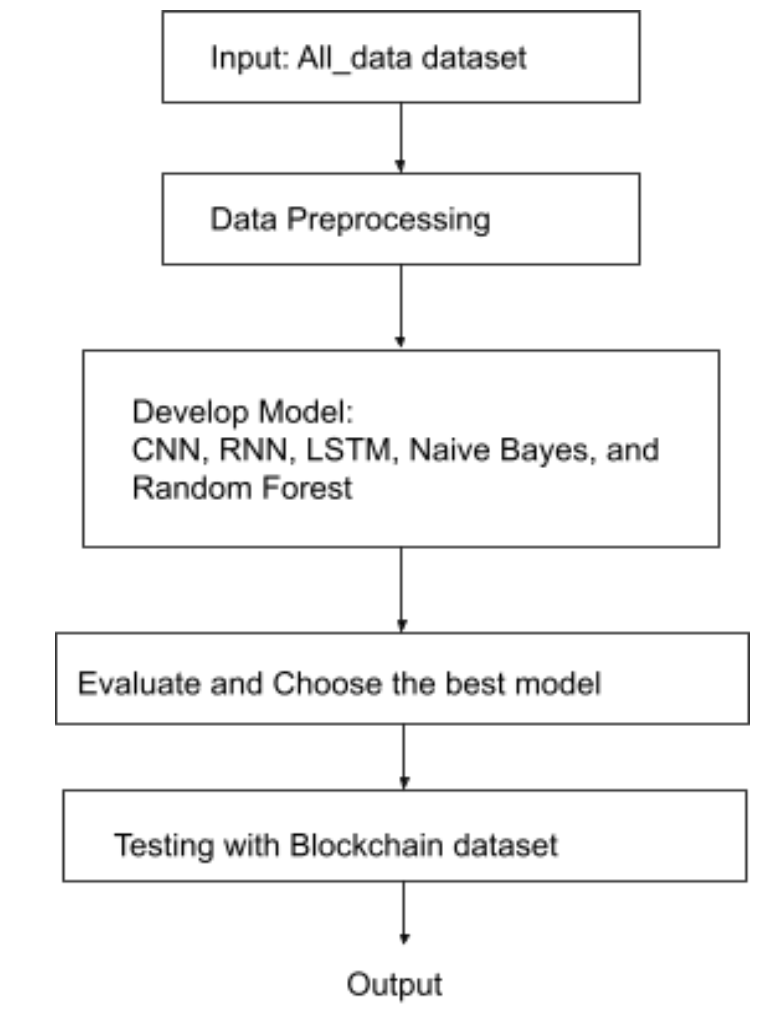 Input: All_data dataset
Data Preprocessing
Develop Model:
CNN, RNN, LSTM, Naive Bayes, and
Random Forest
Evaluate and Choose the best model
Testing with Blockchain dataset
Output